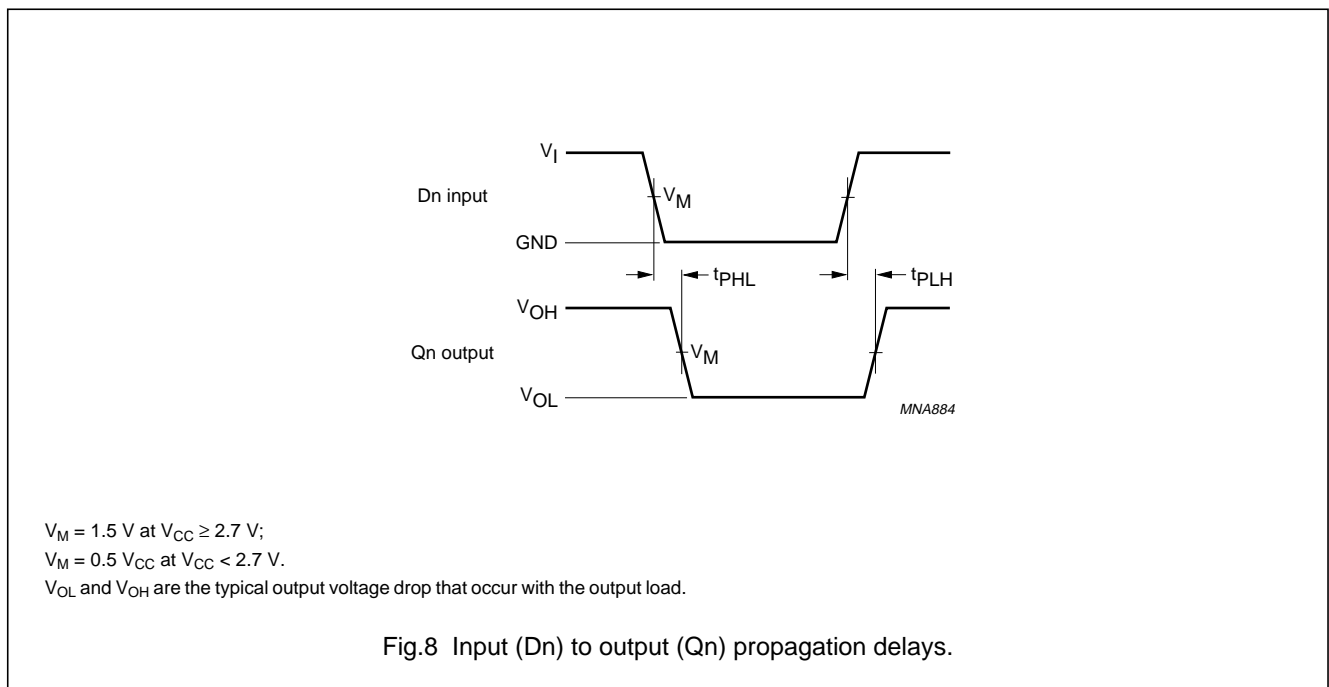 VI
Dn input
VM
GND
tPHL
tPLH
VOH
Qn output
VM
VOL
MNA884
VM = 1.5 V at VCC ≥ 2.7 V;
VM = 0.5 VCC at VCC < 2.7 V.
VOL and VOH are the typical output voltage drop that occur with the output load.
Fig.8 Input (Dn) to output (Qn) propagation delays.